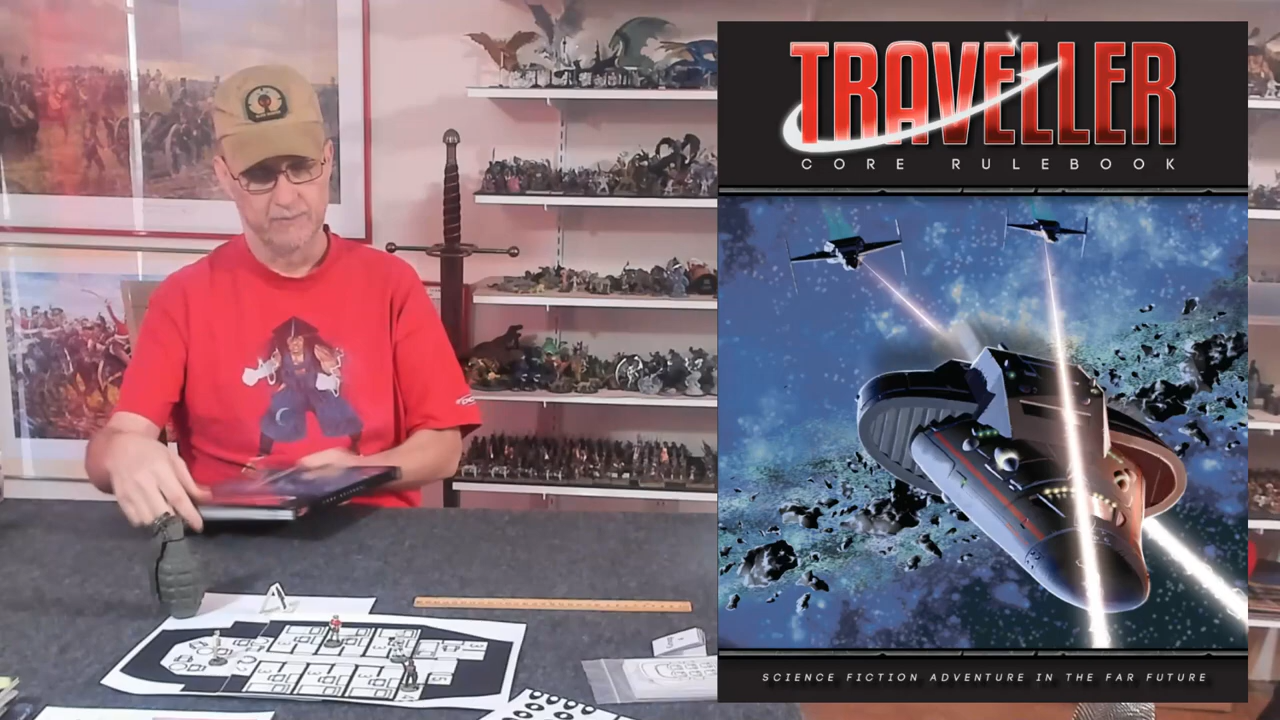 TRAVELLER
CORE RULEBOOK
SCIENCE FICTION ADVENTURE IN THE FAR FUTURE